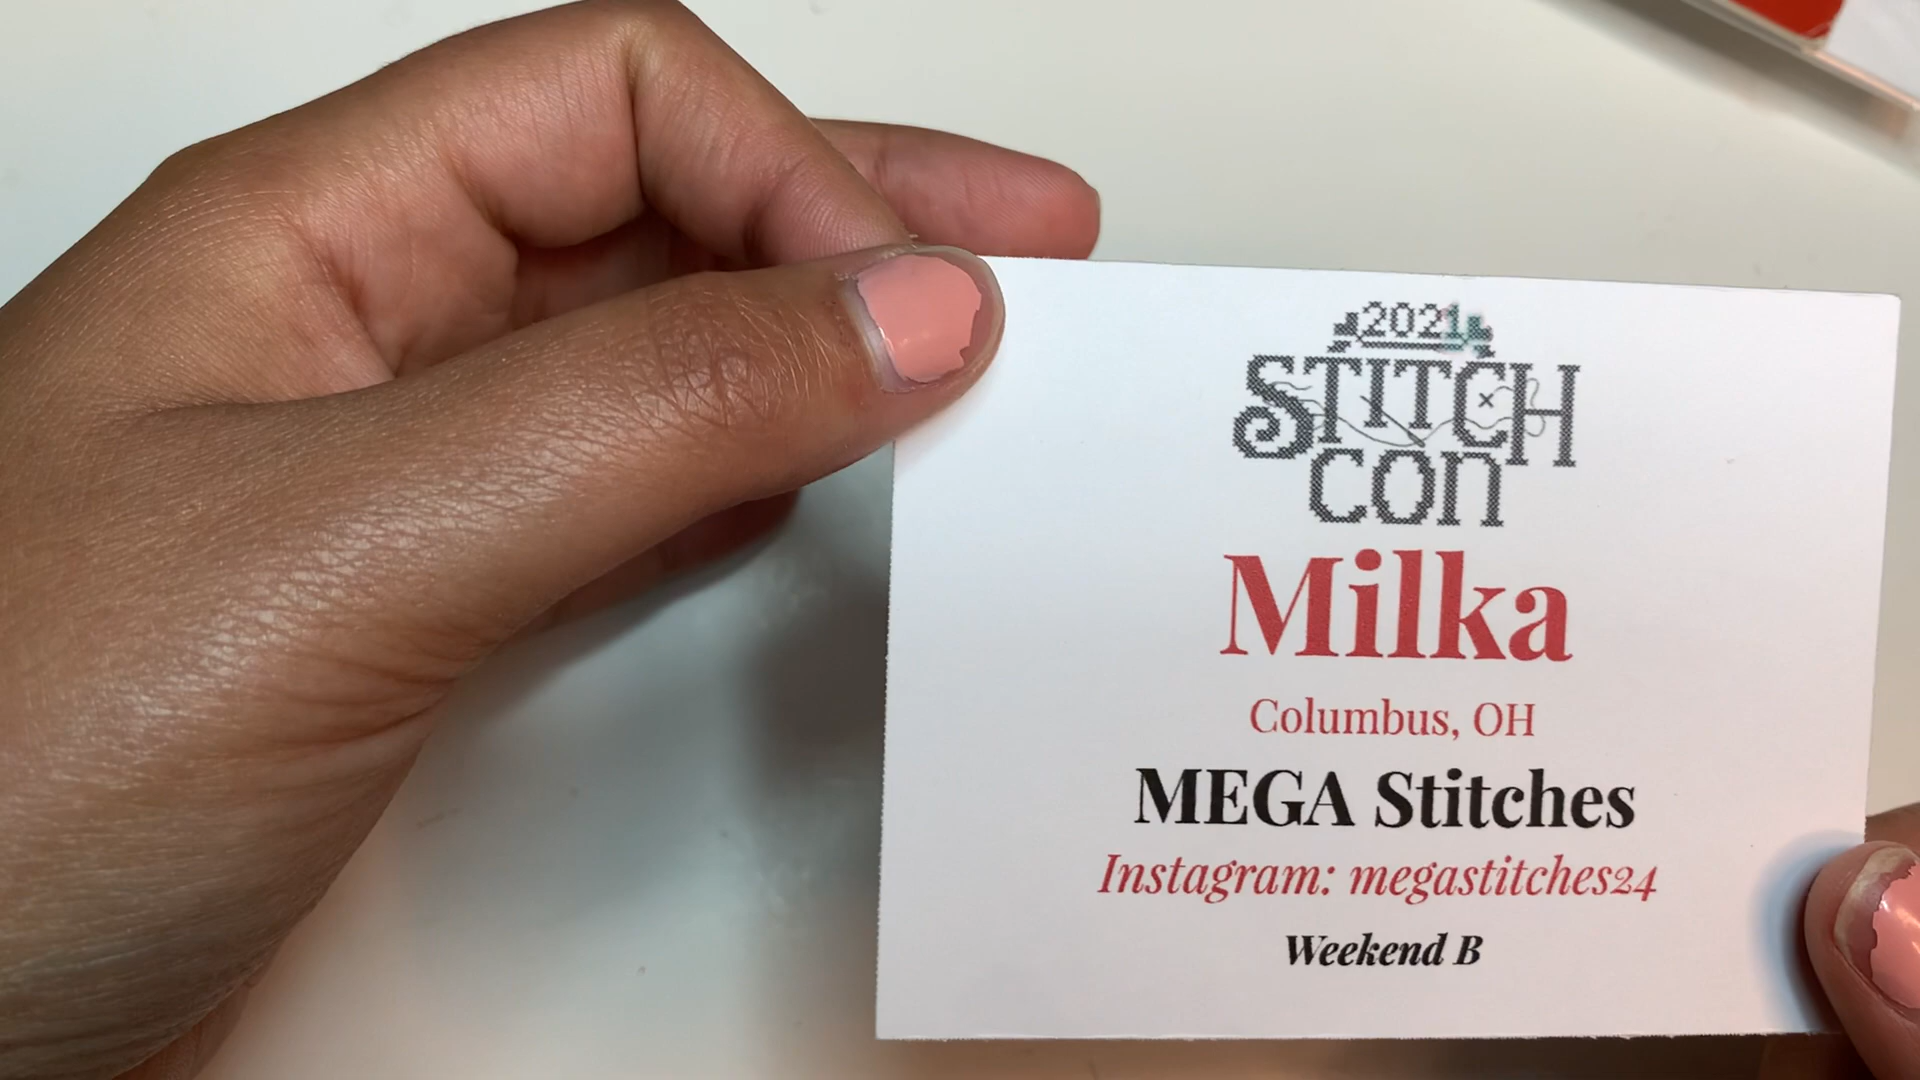 2021
STITCH
CON
Milka
Columbus, OH
MEGA Stitches
Instagram: megastitches24
Weekend B